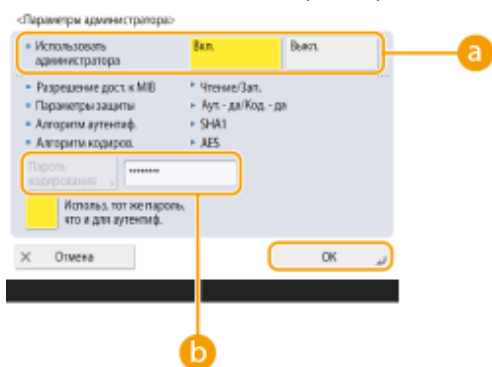 <Параметры администратора>
Использовать Вкл. Выкл.
администратора
Разрешение дост. к MIB Чтение/Зап.
Параметры защиты Аут. - да/Код. - да
Алгоритм аутентиф. SHA1
Алгоритм кодиров. AES
Пароль
кодирования ********
Использ. тот же пароль,
что и для аутентиф.
Отмена OK
a
b